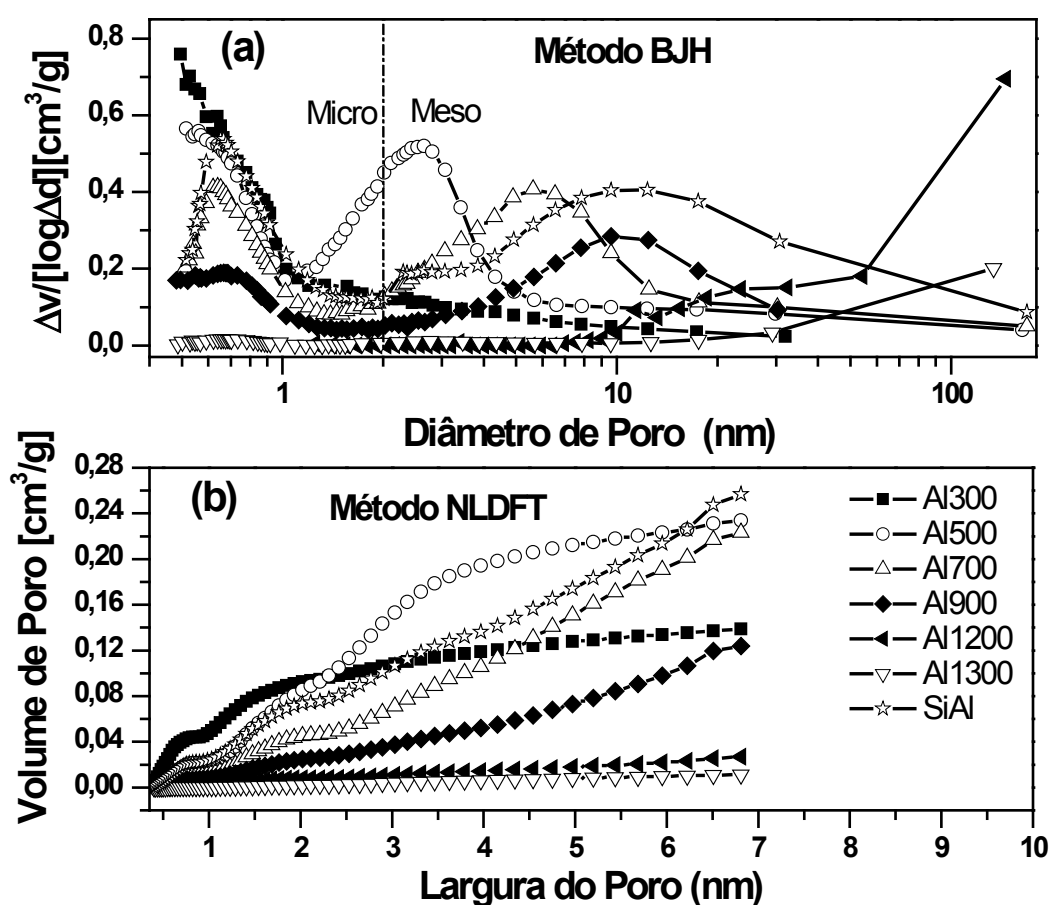 (a)
Método BJH
Micro
Meso
Δv/[logΔd][cm³/g]
0,8
0,6
0,4
0,2
0,0
1
10
100
Diâmetro de Poro (nm)
(b)
Método NLDFT
Volume de Poro [cm³/g]
0,28
0,24
0,20
0,16
0,12
0,08
0,04
0,00
Al300
Al500
Al700
Al900
Al1200
Al1300
SiAl
1 2 3 4 5 6 7 8 9 10
Largura do Poro (nm)